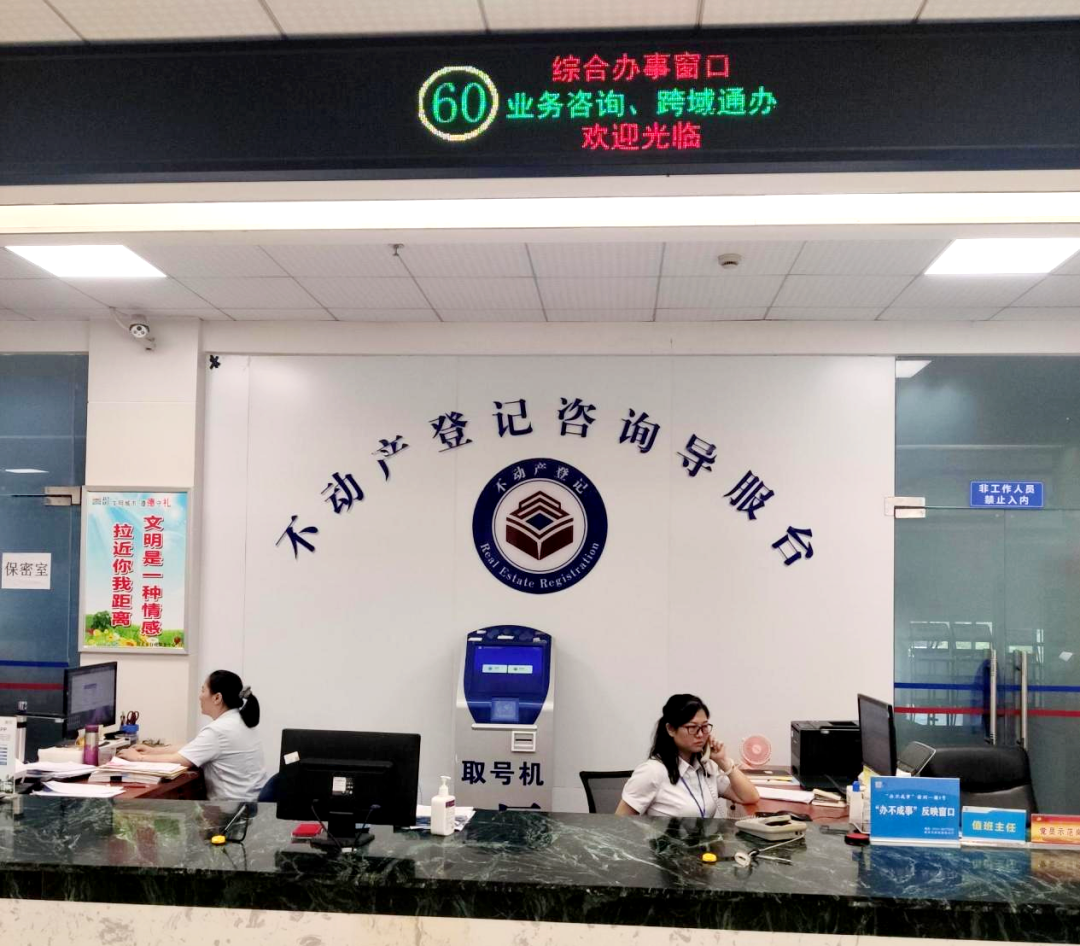 综合办事窗口
60
业务咨询、跨域通办
欢迎光临
不动产登记咨询导服台
不动产登记
Real Estate Registration
非工作人员
禁止入内
保密室
文明是一种情感
拉近你我距离
取号机
“办不成事”反映窗口
值班主任
党员示范